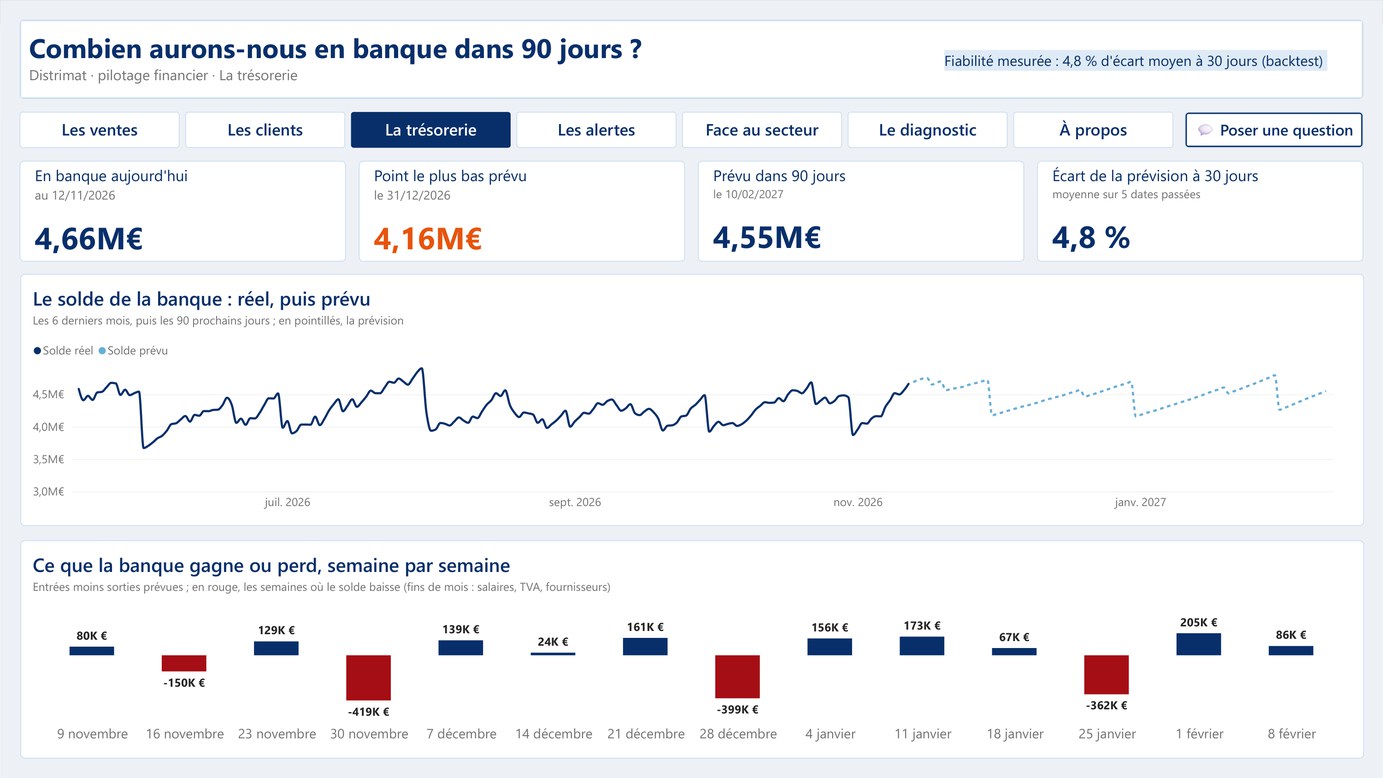 Combien aurons-nous en banque dans 90 jours ?
Distrimat · pilotage financier · La trésorerie
Fiabilité mesurée : 4,8 % d'écart moyen à 30 jours (backtest)
Les ventes
Les clients
La trésorerie
Les alertes
Face au secteur
Le diagnostic
À propos
Poser une question
En banque aujourd'hui
au 12/11/2026
4,66M€
Point le plus bas prévu
le 31/12/2026
4,16M€
Prévu dans 90 jours
le 10/02/2027
4,55M€
Écart de la prévision à 30 jours
moyenne sur 5 dates passées
4,8 %
Le solde de la banque : réel, puis prévu
Les 6 derniers mois, puis les 90 prochains jours ; en pointillés, la prévision
Solde réel Solde prévu
4,5M€
4,0M€
3,5M€
3,0M€
juil. 2026 sept. 2026 nov. 2026 janv. 2027
Ce que la banque gagne ou perd, semaine par semaine
Entrées moins sorties prévues ; en rouge, les semaines où le solde baisse (fins de mois : salaires, TVA, fournisseurs)
80K € -150K € 129K € -419K € 139K € 24K € 161K € -399K € 156K € 173K € 67K € -362K € 205K € 86K €
9 novembre 16 novembre 23 novembre 30 novembre 7 décembre 14 décembre 21 décembre 28 décembre 4 janvier 11 janvier 18 janvier 25 janvier 1 février 8 février